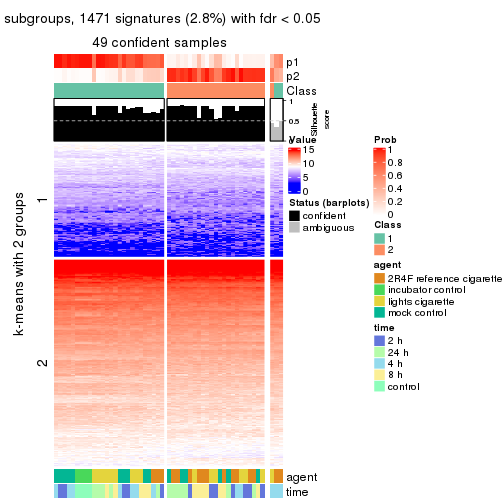 subgroups, 1471 signatures (2.8%) with fdr < 0.05
49 confident samples
p1
p2
Class
1
0.5
0
Silhouette
score
k-means with 2 groups
1
2
agent
time
Value
15
10
5
0
Status (barplots)
confident
ambiguous
Prob
1
0.8
0.6
0.4
0.2
0
Class
1
2
agent
2R4F reference cigarette
incubator control
lights cigarette
mock control
time
2 h
24 h
4 h
8 h
control